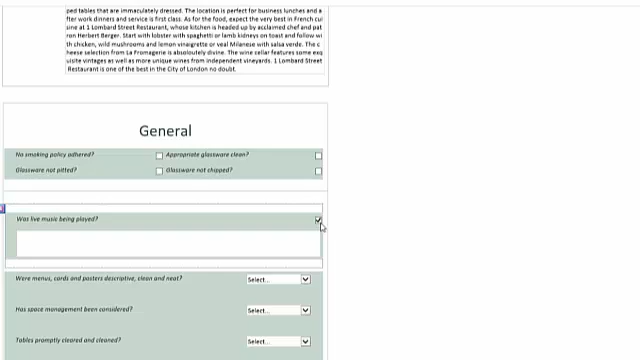 ped tables that are immaculately dressed. The location is perfect for business lunches and a
fter work dinners and service is first class. As for the food, expect the very best in French cui
sine at 1 Lombard Street Restaurant, whose kitchen is headed up by acclaimed chef and pat
ron Herbert Berger. Start with lobster with spaghetti or lamb kidneys on toast and follow wi
th chicken, wild mushrooms and lemon vinaigrette or veal Milanese with salsa verde. The c
heese selection from La Fromagerie is absoloutely divine. The wine cellar features some exq
uisite vintages as well as more unique wines from independent vineyards. 1 Lombard Street
Restaurant is one of the best in the City of London no doubt.
General
No smoking policy adhered? Appropriate glassware clean?
Glassware not pitted? Glassware not chipped?
Was live music being played?
Were menus, cards and posters descriptive, clean and neat? Select...
Has space management been considered? Select...
Tables promptly cleared and cleaned? Select...